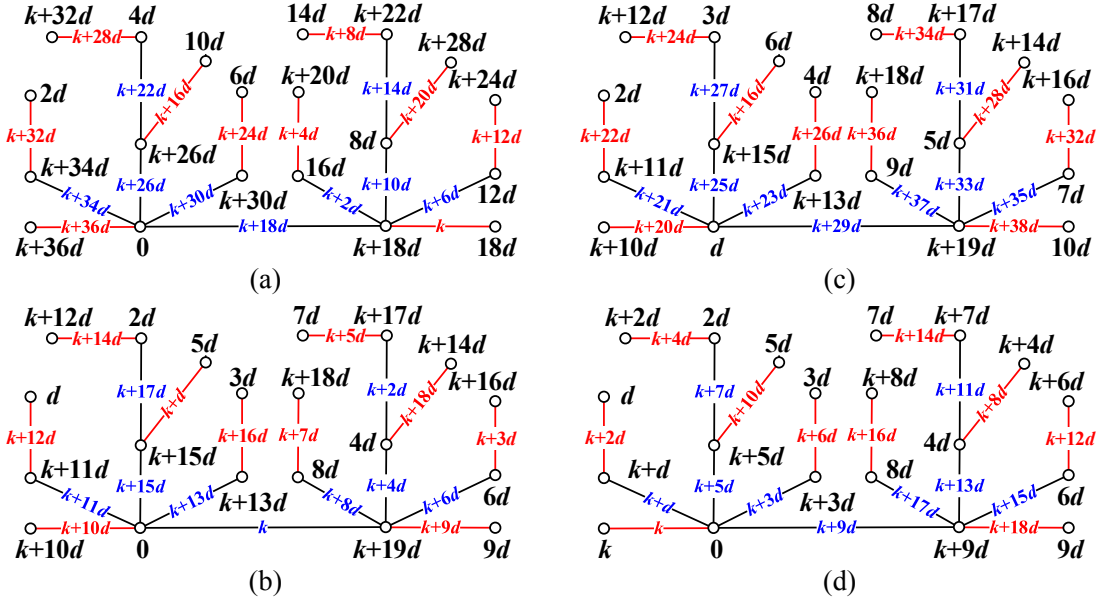 k+32d 4d 14d k+22d
k+28d k+8d
10d k+28d
2d 6d k+20d k+24d
k+22d k+16d k+14d k+20d
k+32d k+24d k+4d k+12d
k+34d k+26d 16d 8d 12d
k+34d k+26d k+30d k+30d k+2d k+10d k+6d
k+36d k+18d k
k+36d 0 k+18d 18d
(a)
k+12d 3d 8d k+17d
k+24d k+34d
6d k+14d
2d 4d k+18d k+16d
k+27d k+16d k+31d k+28d
k+22d k+26d k+36d k+32d
k+11d k+15d 9d 5d 7d
k+21d k+25d k+23d k+13d k+37d k+33d k+35d
k+20d k+29d k+38d
k+10d d k+19d 10d
(c)
k+12d 2d 7d k+17d
k+14d k+5d
5d k+14d
d 3d k+18d k+16d
k+17d k+d k+2d k+18d
k+12d k+16d k+7d k+3d
k+11d k+15d 8d 4d 6d
k+11d k+15d k+13d k+13d k+8d k+4d k+6d
k+10d k k+9d
k+10d 0 k+19d 9d
(b)
k+2d 2d 7d k+7d
k+4d k+14d
5d k+4d
d 3d k+8d k+6d
k+7d k+10d k+11d k+8d
k+2d k+6d k+16d k+12d
k+d k+5d 8d 4d 6d
k+d k+5d k+3d k+3d k+17d k+13d k+15d
k k+9d k+18d
k 0 k+9d 9d
(d)